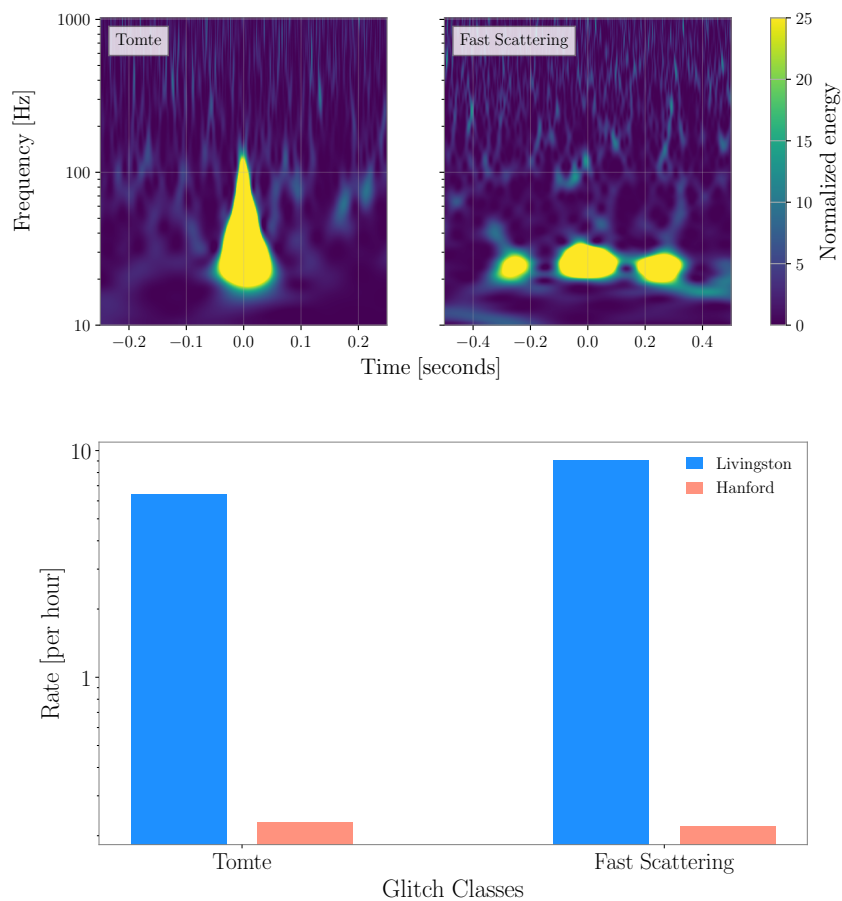 Tomte
Fast Scattering
1000
100
10
Frequency [Hz]
−0.2
−0.1
0.0
0.1
0.2
−0.4
−0.2
0.0
0.2
0.4
Time [seconds]
25
20
15
10
5
0
Normalized energy
10
1
Rate [per hour]
Livingston
Hanford
Tomte
Fast Scattering
Glitch Classes